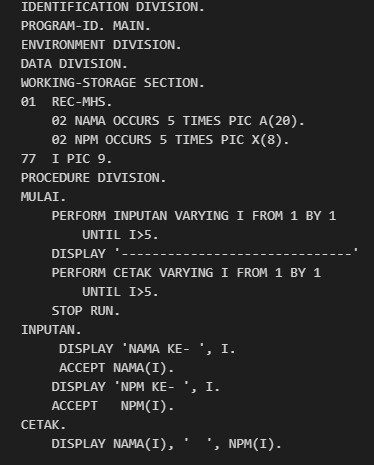 IDENTIFICATION DIVISION.
PROGRAM-ID. MAIN.
ENVIRONMENT DIVISION.
DATA DIVISION.
WORKING-STORAGE SECTION.
01  REC-MHS.
    02 NAMA OCCURS 5 TIMES PIC A(20).
    02 NPM OCCURS 5 TIMES PIC X(8).
77  I PIC 9.
PROCEDURE DIVISION.
MULAI.
    PERFORM INPUTAN VARYING I FROM 1 BY 1
        UNTIL I>5.
    DISPLAY '------------------------------'
    PERFORM CETAK VARYING I FROM 1 BY 1
        UNTIL I>5.
    STOP RUN.
INPUTAN.
     DISPLAY 'NAMA KE- ', I.
     ACCEPT NAMA(I).
    DISPLAY 'NPM KE- ', I.
    ACCEPT   NPM(I).
CETAK.
    DISPLAY NAMA(I), '  ', NPM(I).